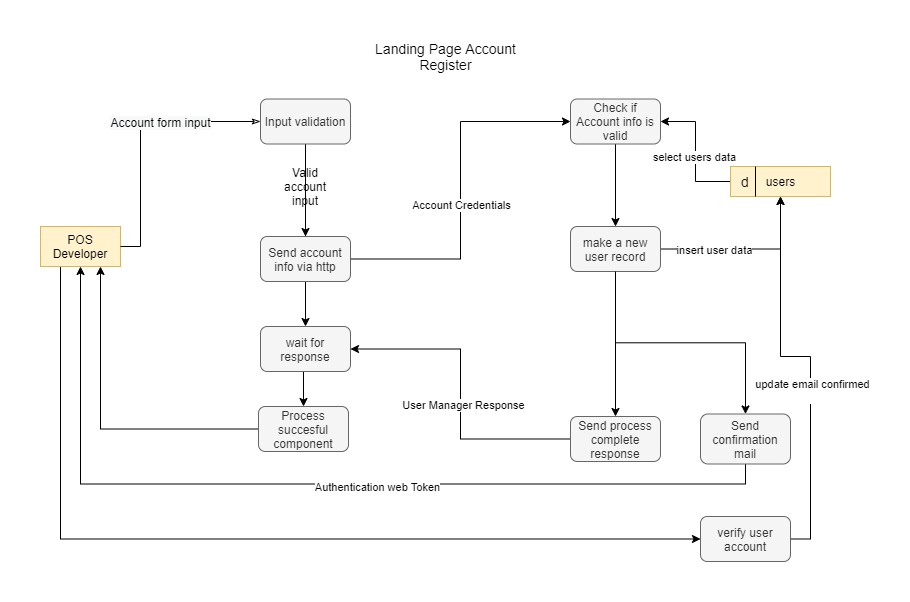 Landing Page Account
Register
Account form input
Input validation
Check if
Account info is
valid
select users data
d users
Valid
account
input
Account Credentials
POS
Developer
Send account
info via http
make a new
user record
insert user data
wait for
response
update email confirmed
User Manager Response
Process
succesful
component
Send process
complete
response
Send
confirmation
mail
Authentication web Token
verify user
account